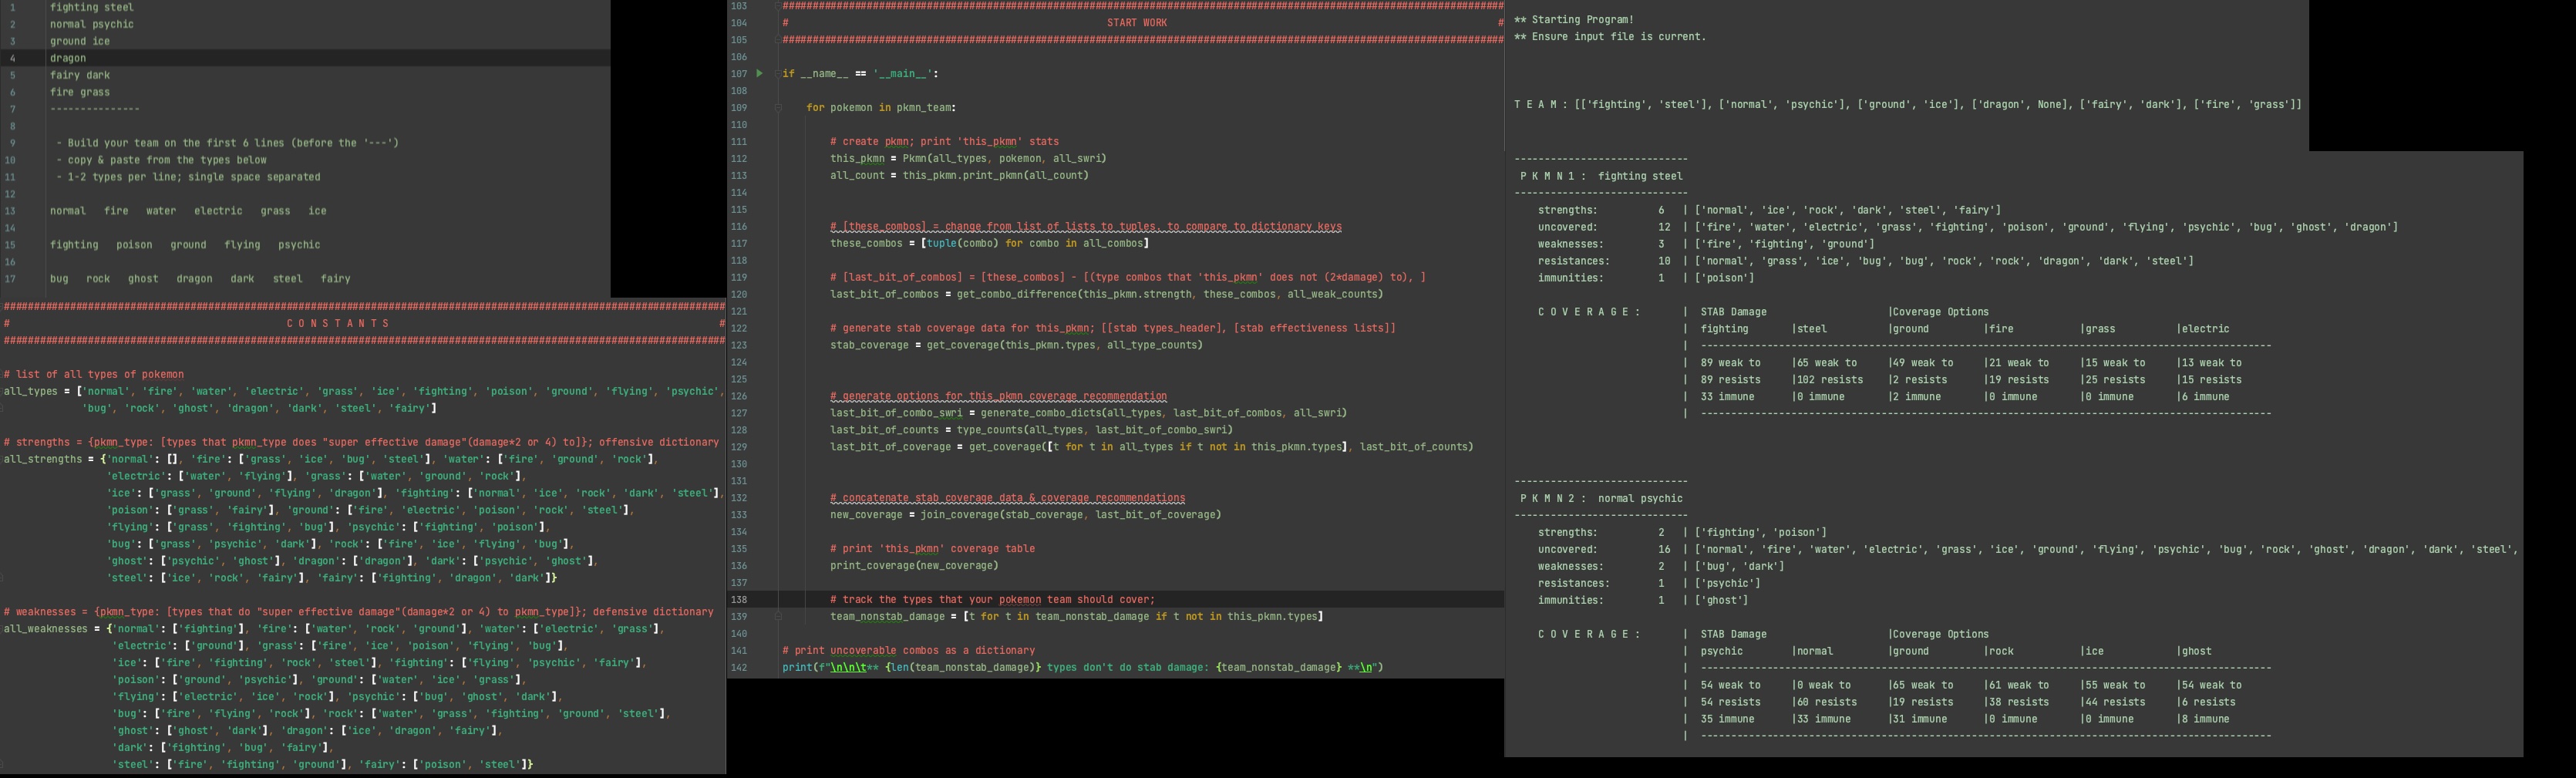 1 fighting steel
2 normal psychic
3 ground ice
4 dragon
5 fairy dark
6 fire grass
7 ---------------
8
9 - Build your team on the first 6 lines (before the '---')
10 - copy & paste from the types below
11 - 1-2 types per line; single space separated
12
13 normal fire water electric grass ice
14
15 fighting poison ground flying psychic
16
17 bug rock ghost dragon dark steel fairy
########################################################################################################################
# C O N S T A N T S #
########################################################################################################################
# list of all types of pokemon
all_types = ['normal', 'fire', 'water', 'electric', 'grass', 'ice', 'fighting', 'poison', 'ground', 'flying', 'psychic',
'bug', 'rock', 'ghost', 'dragon', 'dark', 'steel', 'fairy']
# strengths = {pkmn_type: [types that pkmn_type does "super effective damage"(damage*2 or 4) to]}; offensive dictionary
all_strengths = {'normal': [], 'fire': ['grass', 'ice', 'bug', 'steel'], 'water': ['fire', 'ground', 'rock'],
'electric': ['water', 'flying'], 'grass': ['water', 'ground', 'rock'],
'ice': ['grass', 'ground', 'flying', 'dragon'], 'fighting': ['normal', 'ice', 'rock', 'dark', 'steel'],
'poison': ['grass', 'fairy'], 'ground': ['fire', 'electric', 'poison', 'rock', 'steel'],
'flying': ['grass', 'fighting', 'bug'], 'psychic': ['fighting', 'poison'],
'bug': ['grass', 'psychic', 'dark'], 'rock': ['fire', 'ice', 'flying', 'bug'],
'ghost': ['psychic', 'ghost'], 'dragon': ['dragon'], 'dark': ['psychic', 'ghost'],
'steel': ['ice', 'rock', 'fairy'], 'fairy': ['fighting', 'dragon', 'dark']}
# weaknesses = {pkmn_type: [types that do "super effective damage"(damage*2 or 4) to pkmn_type]}; defensive dictionary
all_weaknesses = {'normal': ['fighting'], 'fire': ['water', 'rock', 'ground'], 'water': ['electric', 'grass'],
'electric': ['ground'], 'grass': ['fire', 'ice', 'poison', 'flying', 'bug'],
'ice': ['fire', 'fighting', 'rock', 'steel'], 'fighting': ['flying', 'psychic', 'fairy'],
'poison': ['ground', 'psychic'], 'ground': ['water', 'ice', 'grass'],
'flying': ['electric', 'ice', 'rock'], 'psychic': ['bug', 'ghost', 'dark'],
'bug': ['fire', 'flying', 'rock'], 'rock': ['water', 'grass', 'fighting', 'ground', 'steel'],
'ghost': ['ghost', 'dark'], 'dragon': ['ice', 'dragon', 'fairy'],
'dark': ['fighting', 'bug', 'fairy'],
'steel': ['fire', 'fighting', 'ground'], 'fairy': ['poison', 'steel']}
103 ########################################################################################################################
104 # START WORK #
105 ########################################################################################################################
106
107 if __name__ == '__main__':
108
109 for pokemon in pkmn_team:
110
111 # create pkmn; print 'this_pkmn' stats
112 this_pkmn = Pkmn(all_types, pokemon, all_swri)
113 all_count = this_pkmn.print_pkmn(all_count)
114
115
116 # [these_combos] = change from list of lists to tuples, to compare to dictionary keys
117 these_combos = [tuple(combo) for combo in all_combos]
118
119 # [last_bit_of_combos] = [these_combos] - [(type combos that 'this_pkmn' does not (2*damage) to), ]
120 last_bit_of_combos = get_combo_difference(this_pkmn.strength, these_combos, all_weak_counts)
121
122 # generate stab coverage data for this_pkmn; [[stab types_header], [stab effectiveness lists]]
123 stab_coverage = get_coverage(this_pkmn.types, all_type_counts)
124
125
126 # generate options for this_pkmn coverage recommendation
127 last_bit_of_combo_swri = generate_combo_dicts(all_types, last_bit_of_combos, all_swri)
128 last_bit_of_counts = type_counts(all_types, last_bit_of_combo_swri)
129 last_bit_of_coverage = get_coverage([t for t in all_types if t not in this_pkmn.types], last_bit_of_counts)
130
131
132 # concatenate stab coverage data & coverage recommendations
133 new_coverage = join_coverage(stab_coverage, last_bit_of_coverage)
134
135 # print 'this_pkmn' coverage table
136 print_coverage(new_coverage)
137
138 # track the types that your pokemon team should cover;
139 team_nonstab_damage = [t for t in team_nonstab_damage if t not in this_pkmn.types]
140
141 # print uncoverable combos as a dictionary
142 print(f"\n\n\t** {len(team_nonstab_damage)} types don't do stab damage: {team_nonstab_damage} **\n")
** Starting Program!
** Ensure input file is current.
T E A M : [['fighting', 'steel'], ['normal', 'psychic'], ['ground', 'ice'], ['dragon', None], ['fairy', 'dark'], ['fire', 'grass']]
-----------------------------
P K M N 1 : fighting steel
-----------------------------
strengths: 6 | ['normal', 'ice', 'rock', 'dark', 'steel', 'fairy']
uncovered: 12 | ['fire', 'water', 'electric', 'grass', 'fighting', 'poison', 'ground', 'flying', 'psychic', 'bug', 'ghost', 'dragon']
weaknesses: 3 | ['fire', 'fighting', 'ground']
resistances: 10 | ['normal', 'grass', 'ice', 'bug', 'bug', 'rock', 'rock', 'dragon', 'dark', 'steel']
immunities: 1 | ['poison']
C O V E R A G E : | STAB Damage |Coverage Options
| fighting |steel |ground |fire |grass |electric
| -----------------------------------------------------------------------------------------------
| 89 weak to |65 weak to |49 weak to |21 weak to |15 weak to |13 weak to
| 89 resists |102 resists |2 resists |19 resists |25 resists |15 resists
| 33 immune |0 immune |2 immune |0 immune |0 immune |6 immune
| -----------------------------------------------------------------------------------------------
-----------------------------
P K M N 2 : normal psychic
-----------------------------
strengths: 2 | ['fighting', 'poison']
uncovered: 16 | ['normal', 'fire', 'water', 'electric', 'grass', 'ice', 'ground', 'flying', 'psychic', 'bug', 'rock', 'ghost', 'dragon', 'dark', 'steel',
weaknesses: 2 | ['bug', 'dark']
resistances: 1 | ['psychic']
immunities: 1 | ['ghost']
C O V E R A G E : | STAB Damage |Coverage Options
| psychic |normal |ground |rock |ice |ghost
| -----------------------------------------------------------------------------------------------
| 54 weak to |0 weak to |65 weak to |61 weak to |55 weak to |54 weak to
| 54 resists |60 resists |19 resists |38 resists |44 resists |6 resists
| 35 immune |33 immune |31 immune |0 immune |0 immune |8 immune
| -----------------------------------------------------------------------------------------------